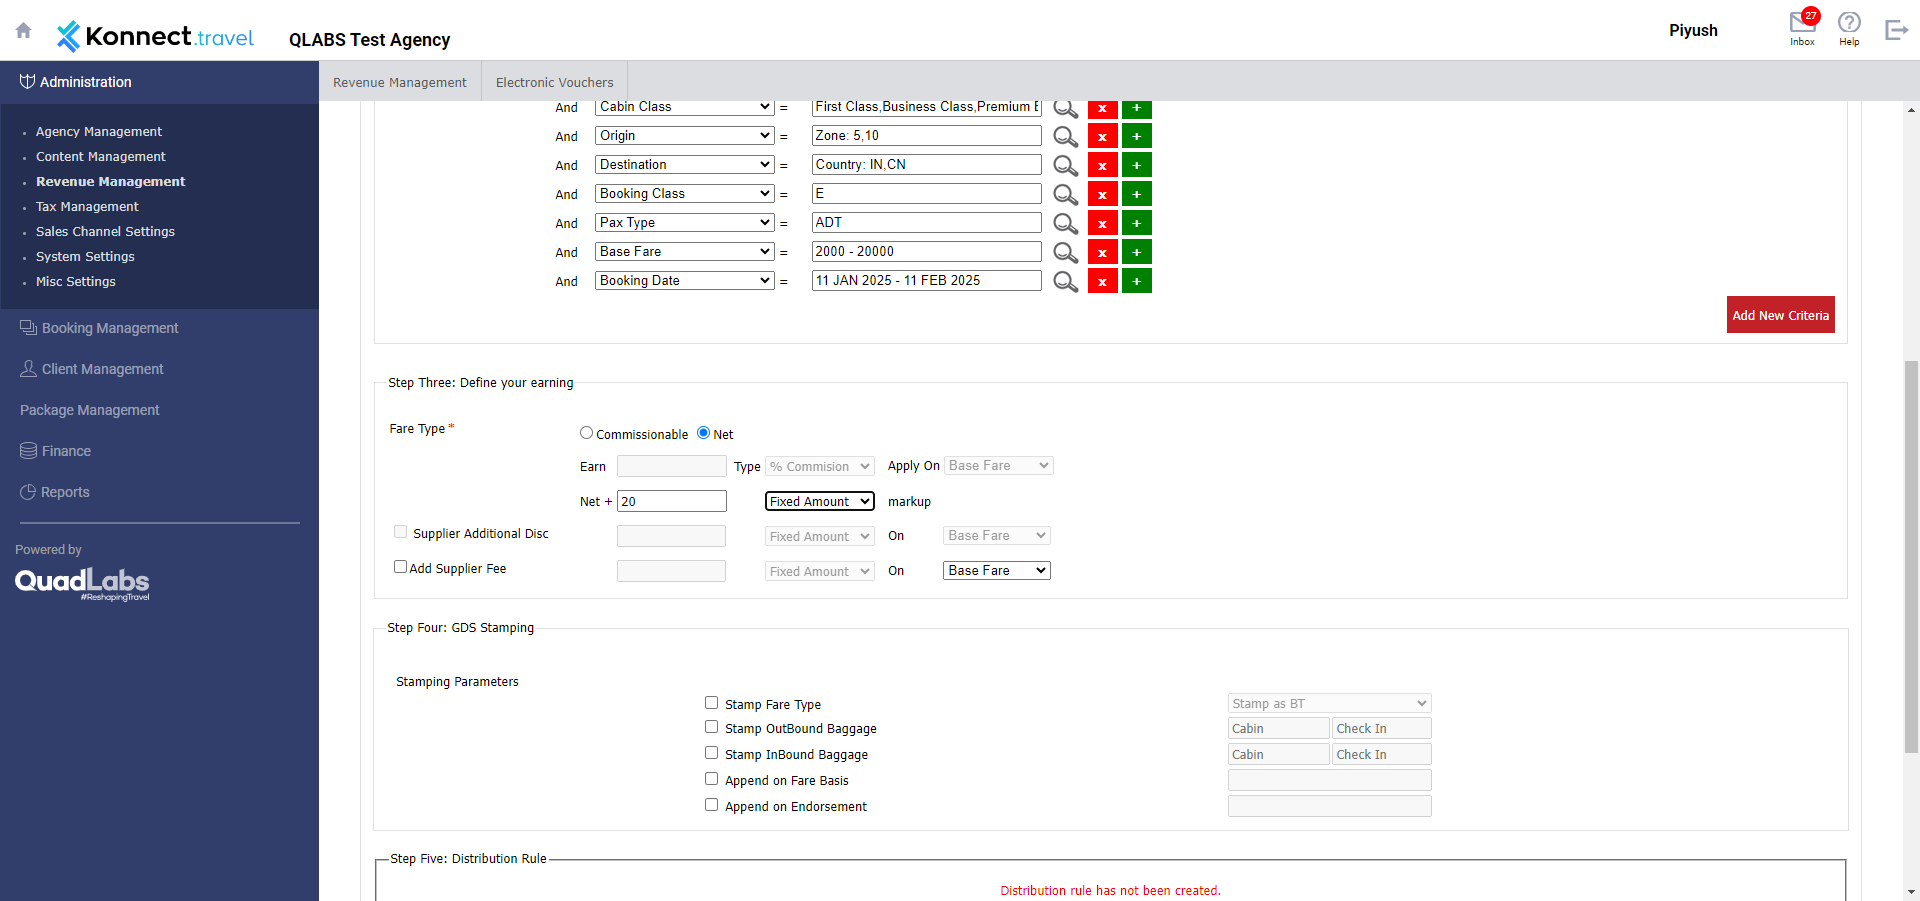 Konnect.travel QLABS Test Agency Piyush 27 Inbox Help
Administration Revenue Management Electronic Vouchers
Agency Management
Content Management
Revenue Management
Tax Management
Sales Channel Settings
System Settings
Misc Settings
Booking Management
Client Management
Package Management
Finance
Reports
Powered by
QuadLabs
#ReshapingTravel
And Cabin Class = First Class,Business Class,Premium E x +
And Origin = Zone: 5,10 x +
And Destination = Country: IN,CN x +
And Booking Class = E x +
And Pax Type = ADT x +
And Base Fare = 2000 - 20000 x +
And Booking Date = 11 JAN 2025 - 11 FEB 2025 x +
Add New Criteria
Step Three: Define your earning
Fare Type * Commissionable Net
Earn Type % Commision Apply On Base Fare
Net + 20 Fixed Amount markup
Supplier Additional Disc Fixed Amount On Base Fare
Add Supplier Fee Fixed Amount On Base Fare
Step Four: GDS Stamping
Stamping Parameters
Stamp Fare Type Stamp as BT
Stamp OutBound Baggage Cabin Check In
Stamp InBound Baggage Cabin Check In
Append on Fare Basis
Append on Endorsement
Step Five: Distribution Rule
Distribution rule has not been created.